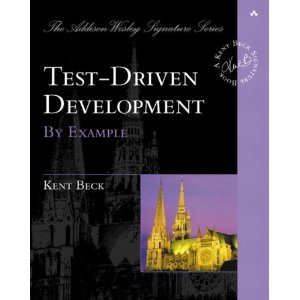 The Addison-Wesley Signature Series
A KENT BECK SIGNATURE BOOK
TEST-DRIVEN
DEVELOPMENT
BY EXAMPLE
KENT BECK